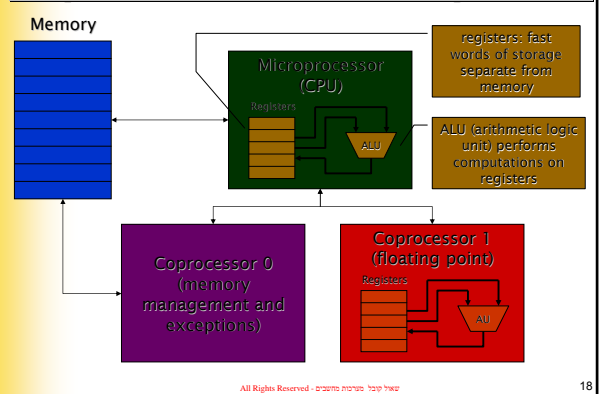 Memory
Microprocessor
(CPU)
Registers
ALU
registers: fast
words of storage
separate from
memory
ALU (arithmetic logic
unit) performs
computations on
registers
Coprocessor 0
(memory
management and
exceptions)
Coprocessor 1
(floating point)
Registers
AU
All Rights Reserved - שאול קובל מערכות מחשבים
18